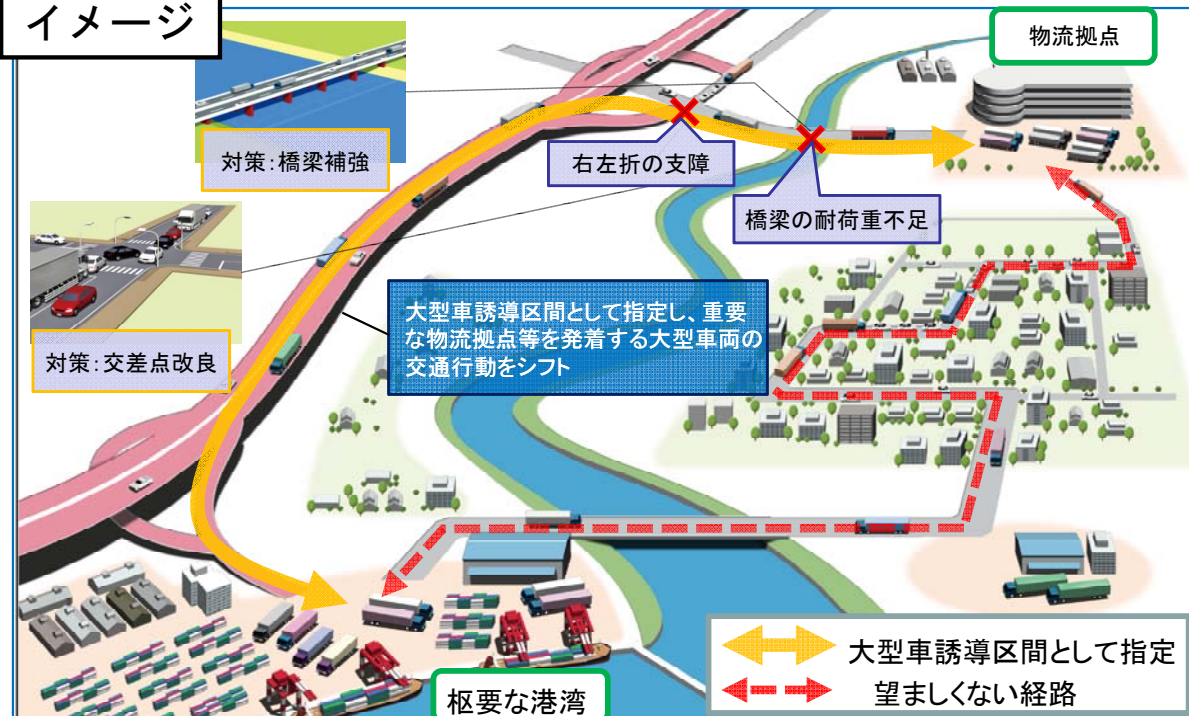 イメージ
物流拠点
対策:橋梁補強
右左折の支障
橋梁の耐荷重不足
対策:交差点改良
大型車誘導区間として指定し、重要
な物流拠点等を発着する大型車両の
交通行動をシフト
枢要な港湾
大型車誘導区間として指定
望ましくない経路